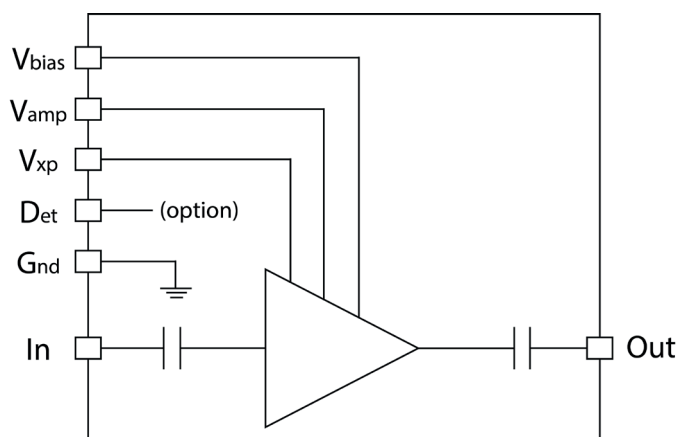 Vbias
Vamp
Vxp
Det (option)
Gnd
In
Out